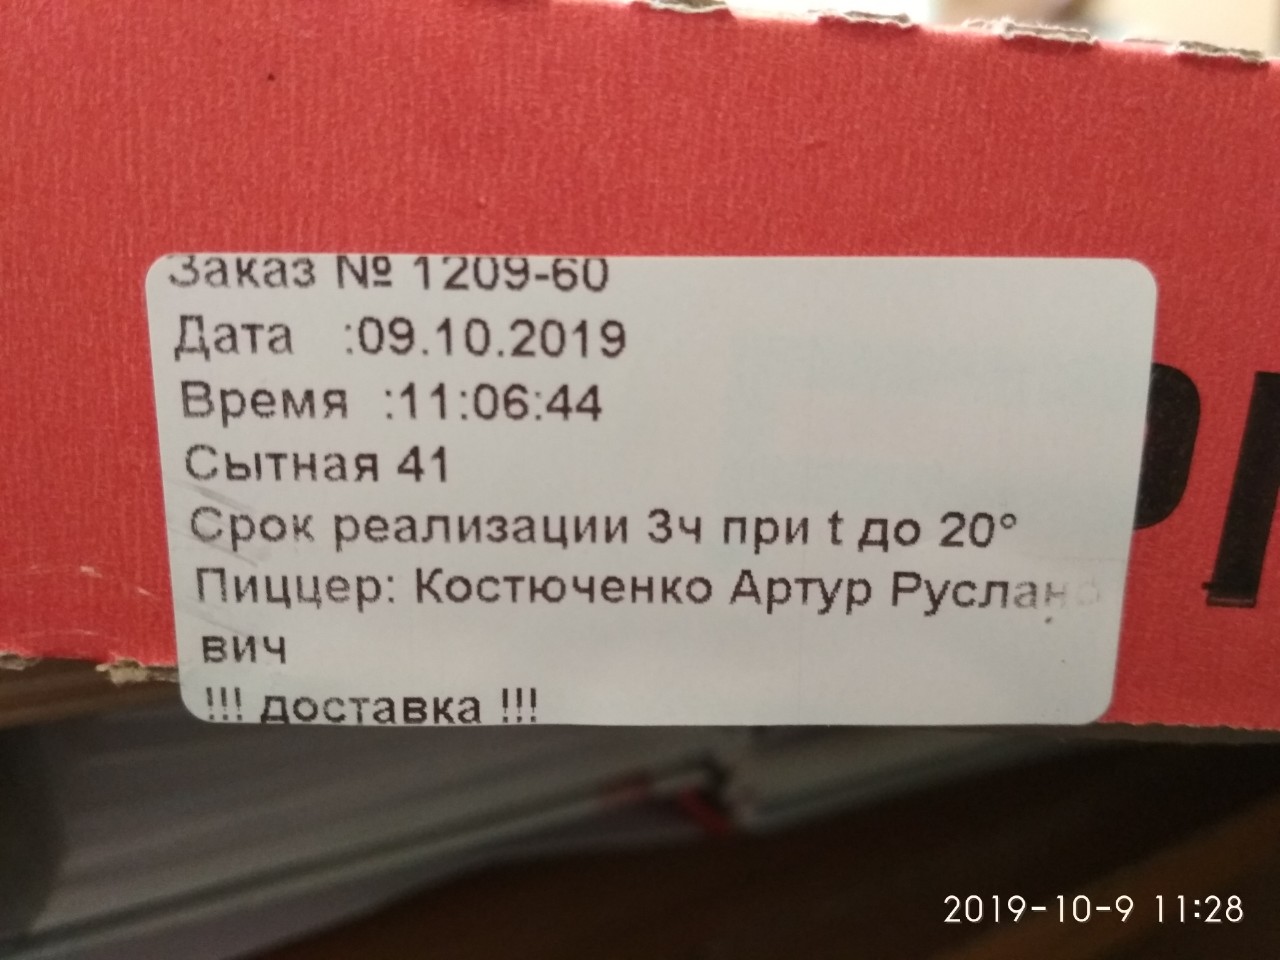 Заказ № 1209-60
Дата :09.10.2019
Время :11:06:44
Сытная 41
Срок реализации 3ч при t до 20°
Пиццер: Костюченко Артур Руслано
вич
!!! доставка !!!
2019-10-9 11:28